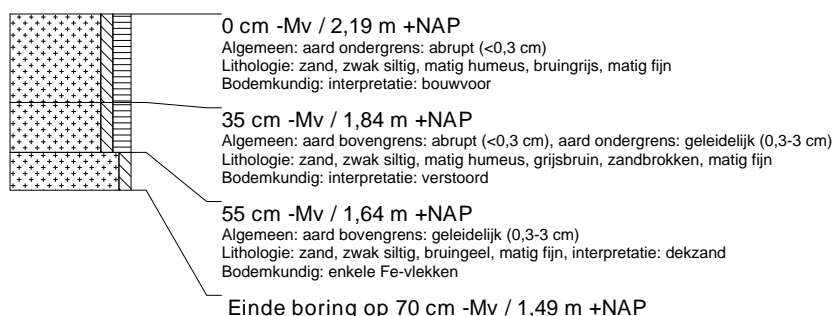 0 cm -Mv / 2,19 m +NAP
Algemeen: aard ondergrens: abrupt (<0,3 cm)
Lithologie: zand, zwak siltig, matig humeus, bruingrijs, matig fijn
Bodemkundig: interpretatie: bouwvoor
35 cm -Mv / 1,84 m +NAP
Algemeen: aard bovengrens: abrupt (<0,3 cm), aard ondergrens: geleidelijk (0,3-3 cm)
Lithologie: zand, zwak siltig, matig humeus, grijsbruin, zandbrokken, matig fijn
Bodemkundig: interpretatie: verstoord
55 cm -Mv / 1,64 m +NAP
Algemeen: aard bovengrens: geleidelijk (0,3-3 cm)
Lithologie: zand, zwak siltig, bruingeel, matig fijn, interpretatie: dekzand
Bodemkundig: enkele Fe-vlekken
Einde boring op 70 cm -Mv / 1,49 m +NAP